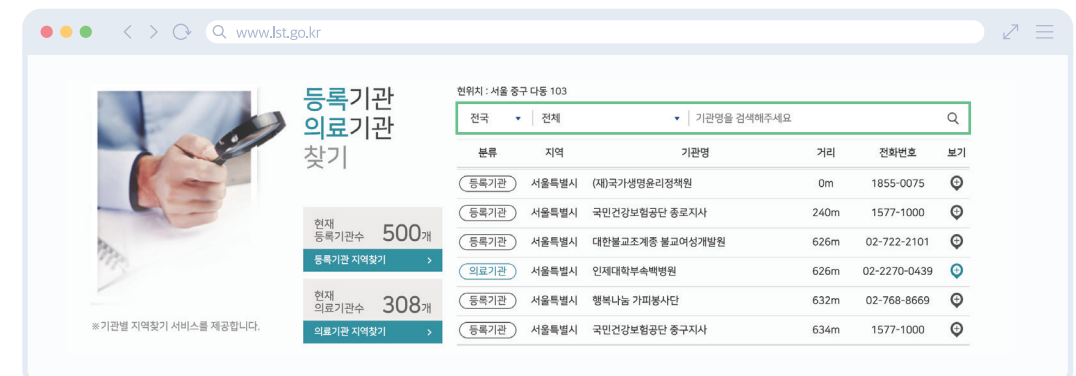 www.lst.go.kr
등록기관
의료기관
찾기
현재
등록기관수 500개
등록기관 지역찾기 >
현재
의료기관수 308개
의료기관 지역찾기 >
※기관별 지역찾기 서비스를 제공합니다.
현위치 : 서울 중구 다동 103
전국 전체 기관명을 검색해주세요
분류 지역 기관명 거리 전화번호 보기
등록기관 서울특별시 (재)국가생명윤리정책원 0m 1855-0075
등록기관 서울특별시 국민건강보험공단 종로지사 240m 1577-1000
등록기관 서울특별시 대한불교조계종 불교여성개발원 626m 02-722-2101
의료기관 서울특별시 인제대학부속백병원 626m 02-2270-0439
등록기관 서울특별시 행복나눔 가피봉사단 632m 02-768-8669
등록기관 서울특별시 국민건강보험공단 중구지사 634m 1577-1000